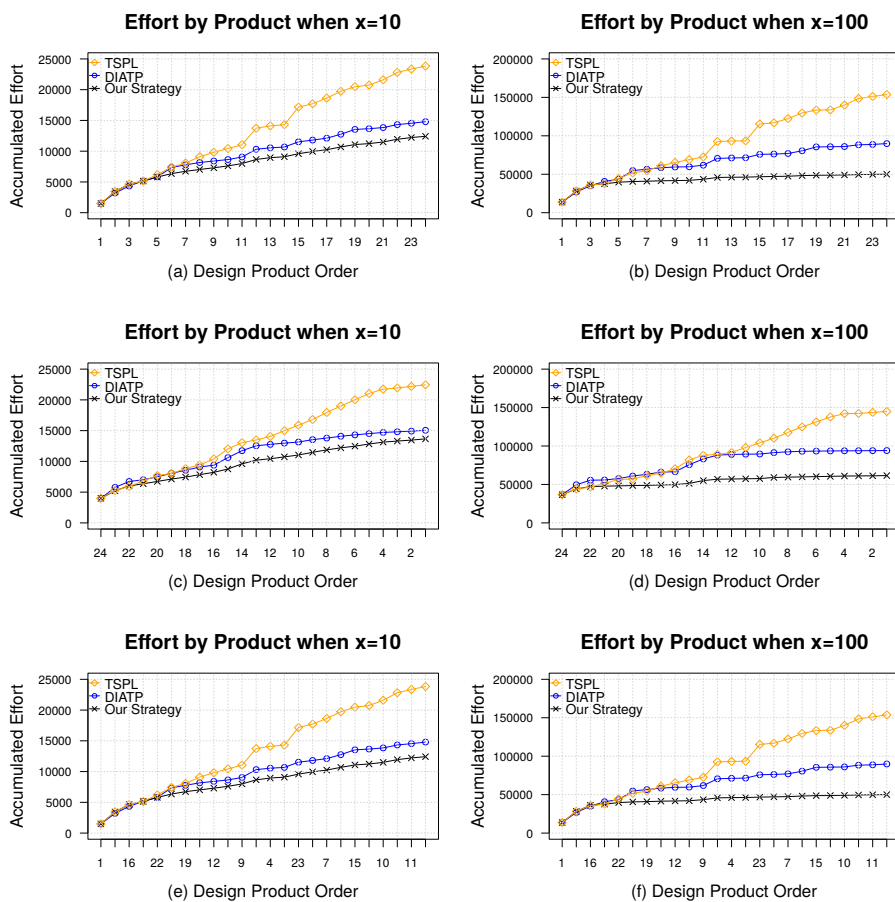 Effort by Product when x=10
Accumulated Effort
25000
20000
15000
10000
5000
0
TSPL
DIATP
Our Strategy
1 3 5 7 9 11 13 15 17 19 21 23
(a) Design Product Order
Effort by Product when x=100
Accumulated Effort
200000
150000
100000
50000
0
TSPL
DIATP
Our Strategy
1 3 5 7 9 11 13 15 17 19 21 23
(b) Design Product Order
Effort by Product when x=10
Accumulated Effort
25000
20000
15000
10000
5000
0
TSPL
DIATP
Our Strategy
24 22 20 18 16 14 12 10 8 6 4 2
(c) Design Product Order
Effort by Product when x=100
Accumulated Effort
200000
150000
100000
50000
0
TSPL
DIATP
Our Strategy
24 22 20 18 16 14 12 10 8 6 4 2
(d) Design Product Order
Effort by Product when x=10
Accumulated Effort
25000
20000
15000
10000
5000
0
TSPL
DIATP
Our Strategy
1 16 22 19 12 9 4 23 7 15 10 11
(e) Design Product Order
Effort by Product when x=100
Accumulated Effort
200000
150000
100000
50000
0
TSPL
DIATP
Our Strategy
1 16 22 19 12 9 4 23 7 15 10 11
(f) Design Product Order